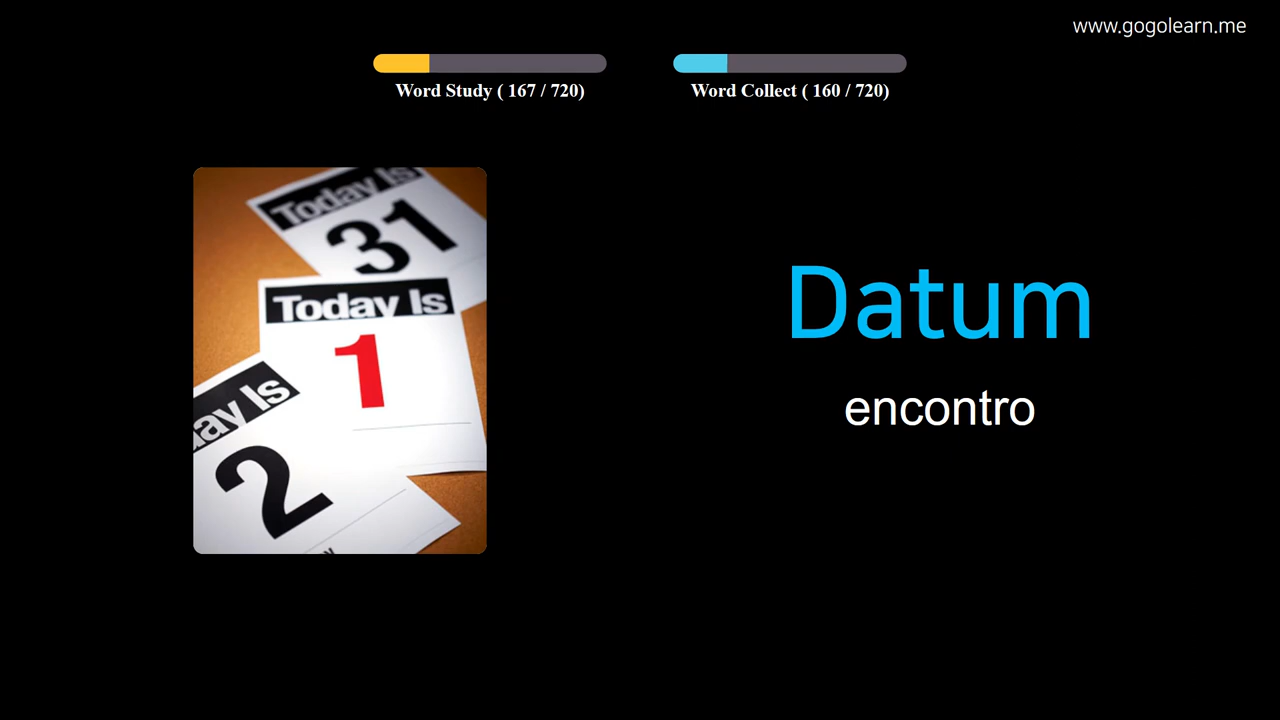 www.gogolearn.me
Word Study ( 167 / 720)
Word Collect ( 160 / 720)
Today Is
31
Today Is
1
ay Is
2
Datum
encontro